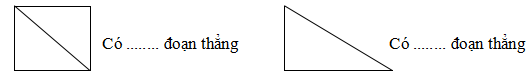 Có ........ đoạn thẳng
Có ........ đoạn thẳng